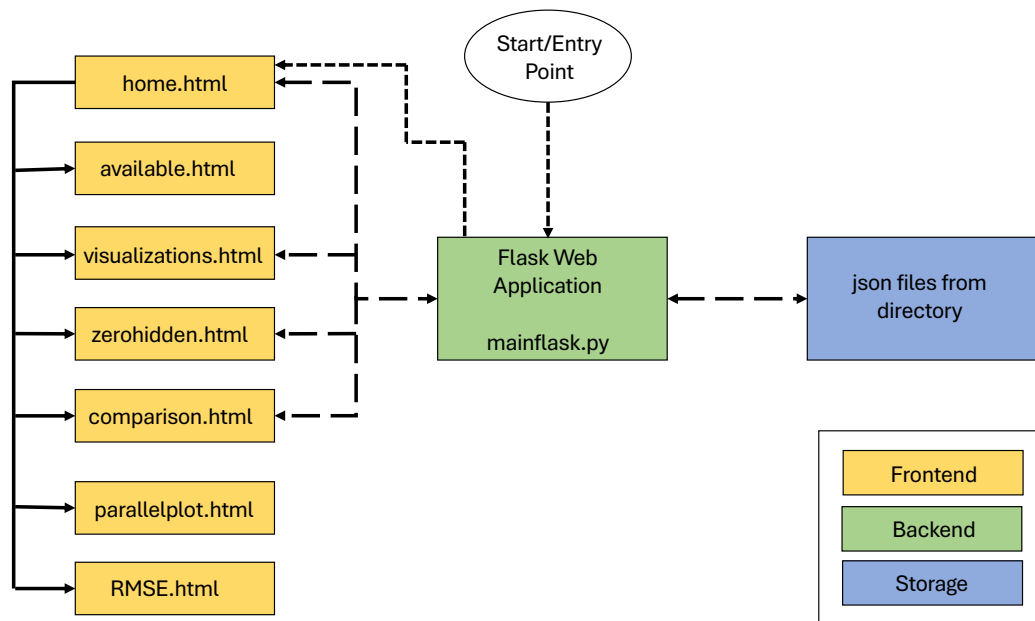 Start/Entry
Point
home.html
available.html
visualizations.html
zerohidden.html
comparison.html
parallelplot.html
RMSE.html
Flask Web
Application
mainflask.py
json files from
directory
Frontend
Backend
Storage